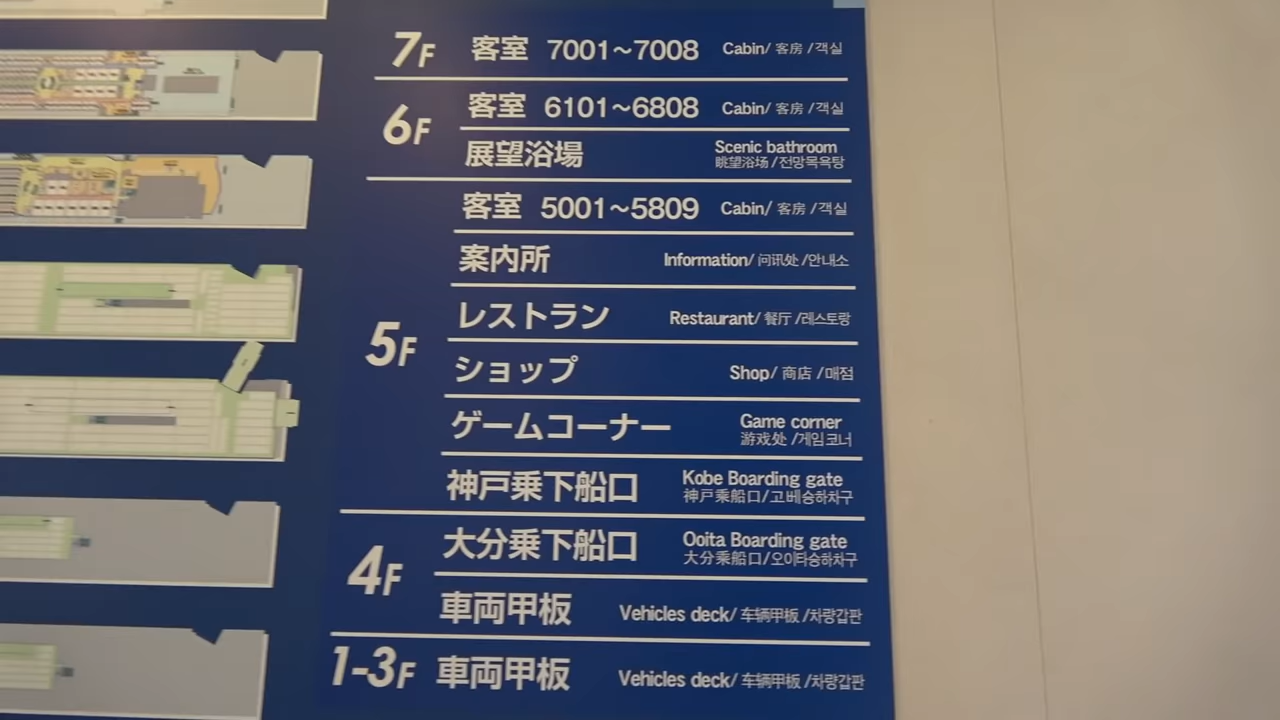 7F 客室 7001~7008 Cabin/ 客房 /객실
6F 客室 6101~6808 Cabin/ 客房 /객실
展望浴場 Scenic bathroom
眺望浴场 /전망목욕탕
客室 5001~5809 Cabin/ 客房 /객실
案内所 Information/ 问讯处 /안내소
5F レストラン Restaurant/ 餐厅 /레스토랑
ショップ Shop/ 商店 /매점
ゲームコーナー Game corner
游戏处 /게임코너
神戸乗下船口 Kobe Boarding gate
神戸乘船口/고베승하차구
4F 大分乗下船口 Ooita Boarding gate
大分乘船口/오이타승하차구
車両甲板 Vehicles deck/ 车辆甲板 /차량갑판
1-3F 車両甲板 Vehicles deck/ 车辆甲板 /차량갑판